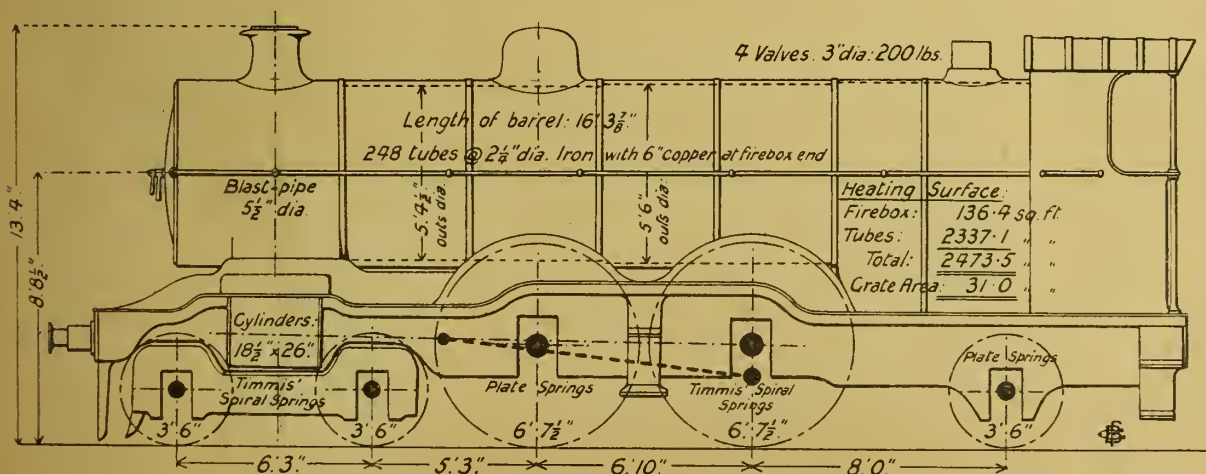 4 Valves. 3"dia: 200 lbs.
Length of barrel: 16' 3⅞"
248 tubes @ 2¼"dia. Iron with 6"copper at firebox end
13'. 4"
8'. 8½"
Blast-pipe
5½" dia.
5'. 4½"
outs dia.
5' 6"
outs dia.
Heating Surface:
Firebox: 136·4 sq. ft.
Tubes: 2337·1 " "
Total: 2473·5 " "
Grate Area: 31·0 " "
Cylinders:
18½" x 26"
Timmis'
Spiral Springs
Plate Springs
Timmis' Spiral
Springs
Plate Springs
3' 6"
3' 6"
6' 7½"
6' 7½"
3' 6"
6'. 3"
5'. 3"
6'. 10"
8'. 0"